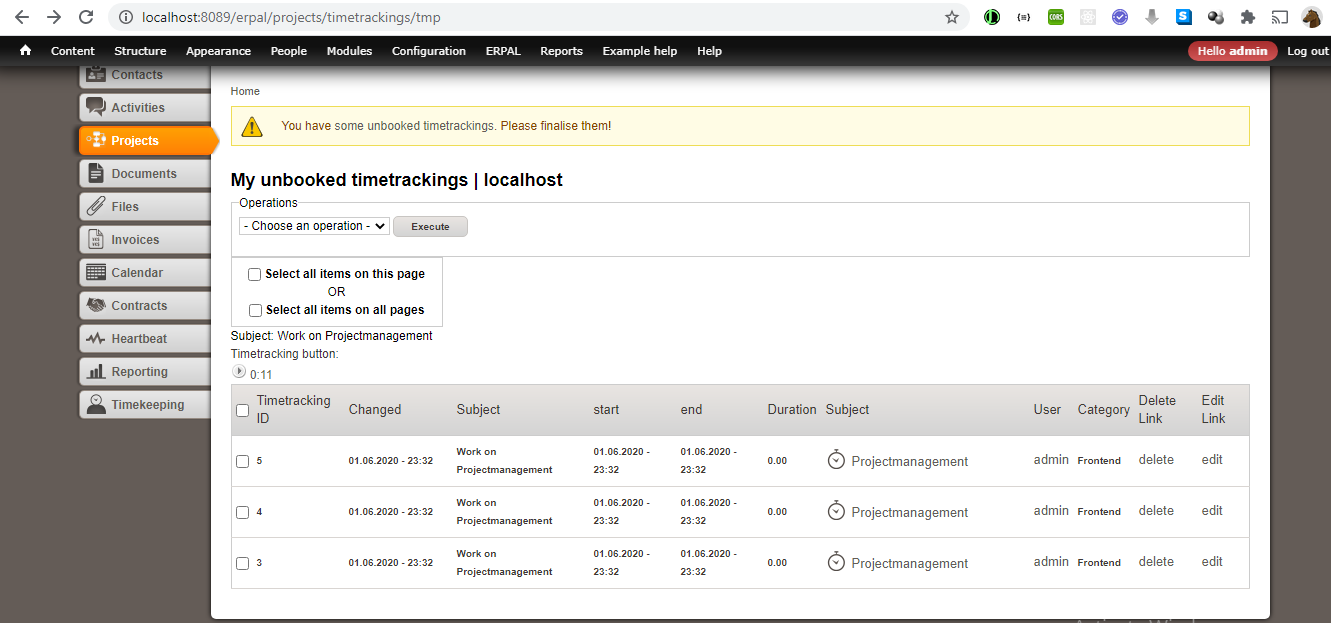 localhost:8089/erpal/projects/timetrackings/tmp
CORS
S
Content Structure Appearance People Modules Configuration ERPAL Reports Example help Help Hello admin Log out
Contacts
Activities
Projects
Documents
Files
Invoices
Calendar
Contracts
Heartbeat
Reporting
Timekeeping
Home
You have some unbooked timetrackings. Please finalise them!
My unbooked timetrackings | localhost
Operations
- Choose an operation - Execute
Select all items on this page
OR
Select all items on all pages
Subject: Work on Projectmanagement
Timetracking button:
0:11
Timetracking ID Changed Subject start end Duration Subject User Category Delete Link Edit Link
5 01.06.2020 - 23:32 Work on Projectmanagement 01.06.2020 - 23:32 01.06.2020 - 23:32 0.00 Projectmanagement admin Frontend delete edit
4 01.06.2020 - 23:32 Work on Projectmanagement 01.06.2020 - 23:32 01.06.2020 - 23:32 0.00 Projectmanagement admin Frontend delete edit
3 01.06.2020 - 23:32 Work on Projectmanagement 01.06.2020 - 23:32 01.06.2020 - 23:32 0.00 Projectmanagement admin Frontend delete edit